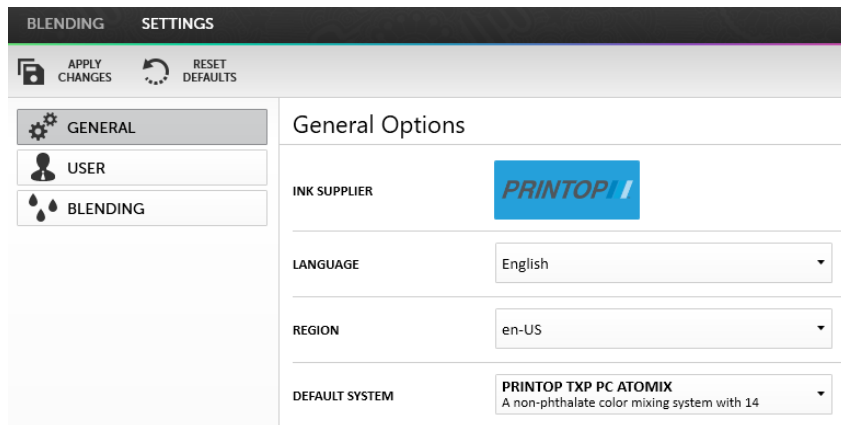 BLENDING SETTINGS
APPLY CHANGES RESET DEFAULTS
GENERAL
USER
BLENDING
General Options
INK SUPPLIER PRINTOP
LANGUAGE English
REGION en-US
DEFAULT SYSTEM PRINTOP TXP PC ATOMIX
A non-phthalate color mixing system with 14